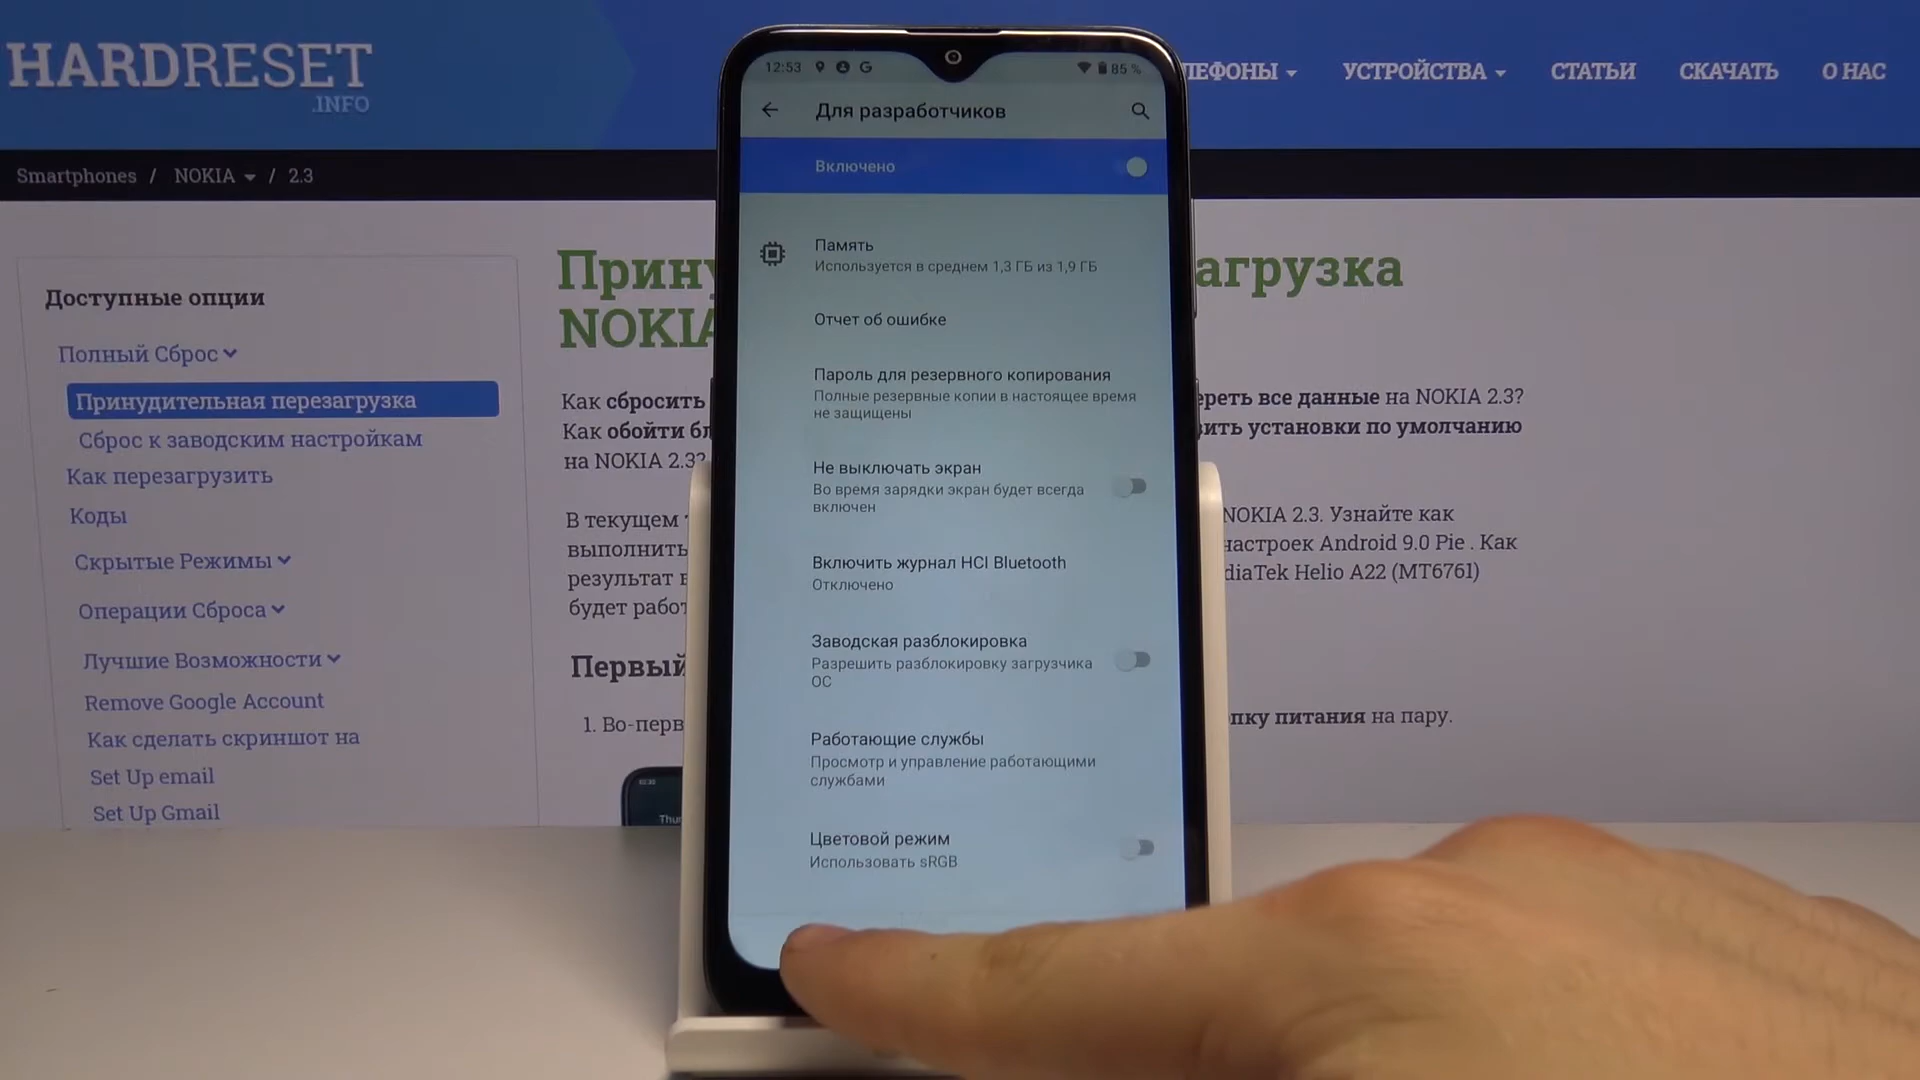 HARDRESET
.INFO
ЛЕФОНЫ
УСТРОЙСТВА
СТАТЬИ
СКАЧАТЬ
О НАС
Smartphones / NOKIA / 2.3
Доступные опции
Полный Сброс
Принудительная перезагрузка
Сброс к заводским настройкам
Как перезагрузить
Коды
Скрытые Режимы
Операции Сброса
Лучшие Возможности
Remove Google Account
Как сделать скриншот на
Set Up email
Set Up Gmail
Прину
агрузка
NOKIA
Как сбросить
ереть все данные на NOKIA 2.3?
Как обойти бл
вить установки по умолчанию
на NOKIA 2.3?
В текущем
NOKIA 2.3. Узнайте как
выполнить
настроек Android 9.0 Pie . Как
результат в
diaTek Helio A22 (MT6761)
будет работ
Первый
1. Во-перв
опку питания на пару.
12:53
85 %
Для разработчиков
Включено
Память
Используется в среднем 1,3 ГБ из 1,9 ГБ
Отчет об ошибке
Пароль для резервного копирования
Полные резервные копии в настоящее время
не защищены
Не выключать экран
Во время зарядки экран будет всегда
включен
Включить журнал HCI Bluetooth
Отключено
Заводская разблокировка
Разрешить разблокировку загрузчика
ОС
Работающие службы
Просмотр и управление работающими
службами
Цветовой режим
Использовать sRGB